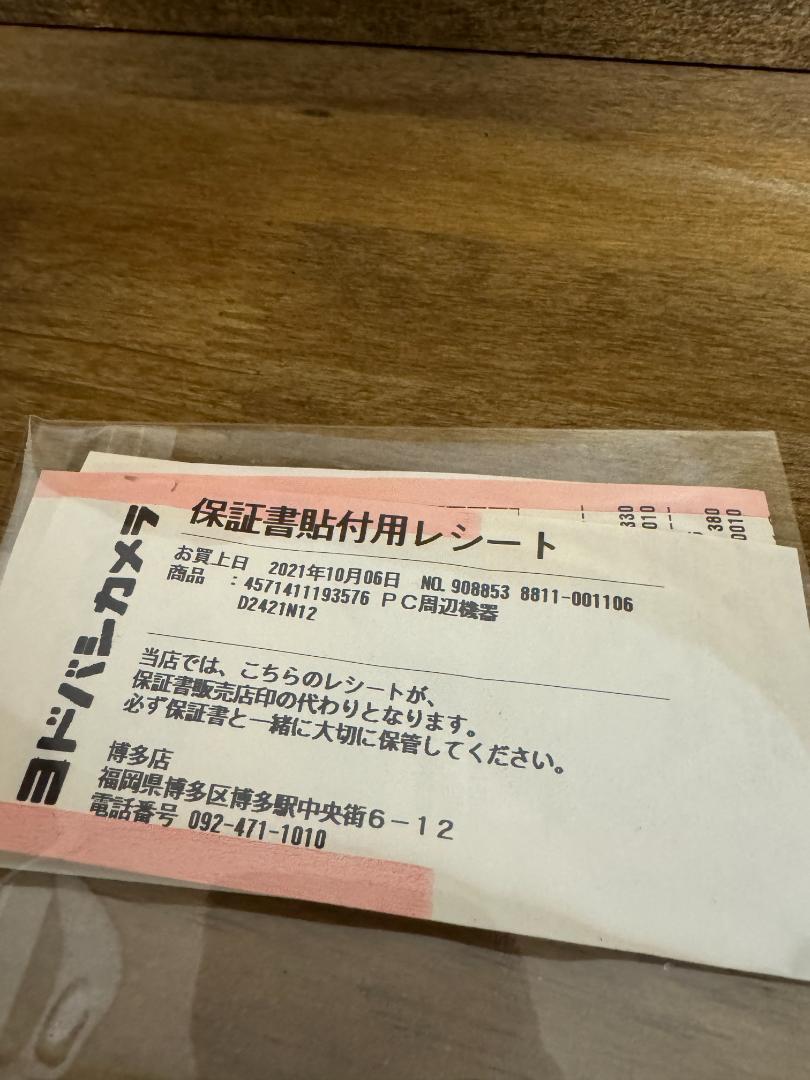 ヨドバシカメラ
保証書貼付用レシート
お買上日 2021年10月06日 NO. 908853 8811-001106
商品 :4571411193576 PC周辺機器
D2421N12
当店では、こちらのレシートが、
保証書販売店印の代わりとなります。
必ず保証書と一緒に大切に保管してください。
博多店
福岡県博多区博多駅中央街6-12
電話番号 092-471-1010
330
010
380
0010